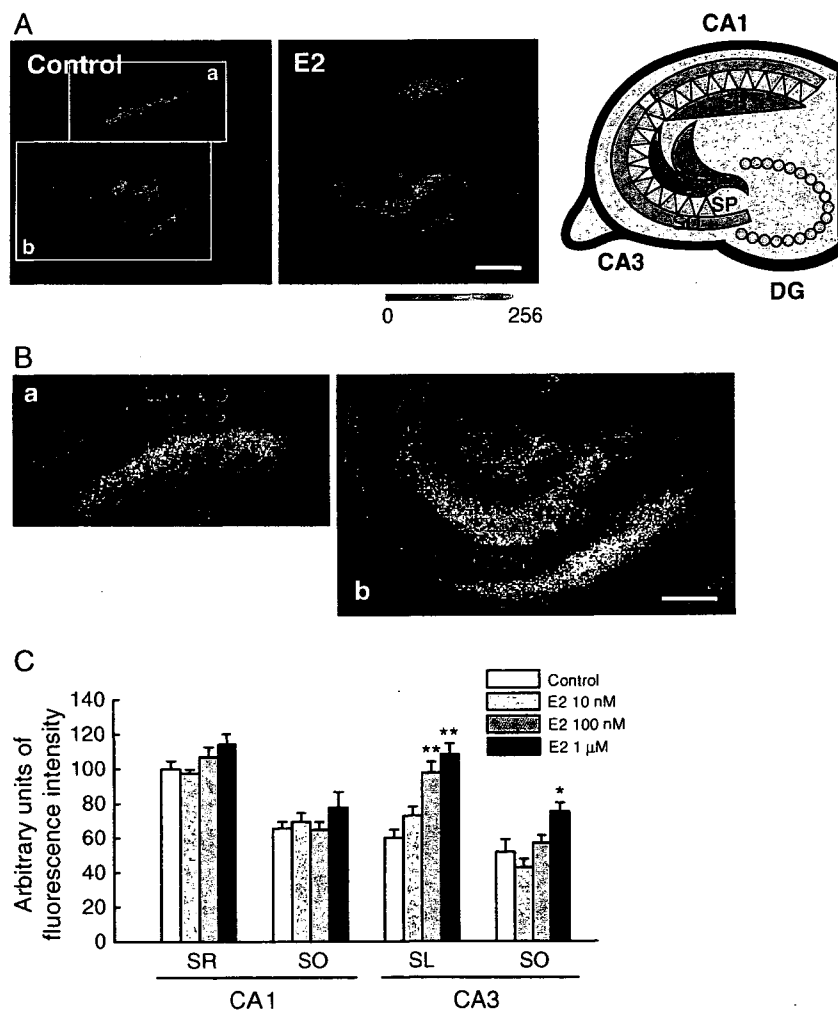 A
Control
a
b
E2
0
256
CA1
SP
CA3
DG
B
a
b
C
Arbitrary units of
fluorescence intensity
140
120
100
80
60
40
20
0
Control
E2 10 nM
E2 100 nM
E2 1 μM
** **
*
SR SO SL SO
CA1 CA3